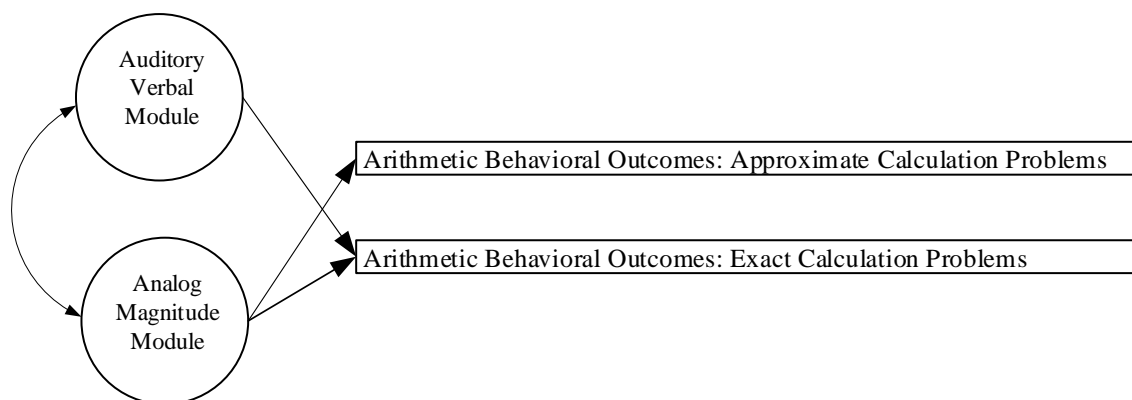 Auditory
Verbal
Module
Arithmetic Behavioral Outcomes: Approximate Calculation Problems
Arithmetic Behavioral Outcomes: Exact Calculation Problems
Analog
Magnitude
Module